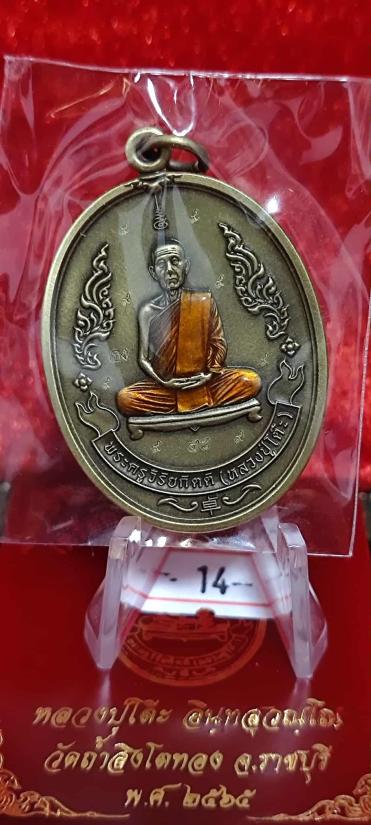 พระครูวิริยกิตติ (หลวงปู่โต๊ะ)
卓
14
หลวงปู่โต๊ะ อินฺทสุวณฺโณ
วัดถ้ำสิงโตทอง จ.ราชบุรี
พ.ศ. ๒๕๖๕